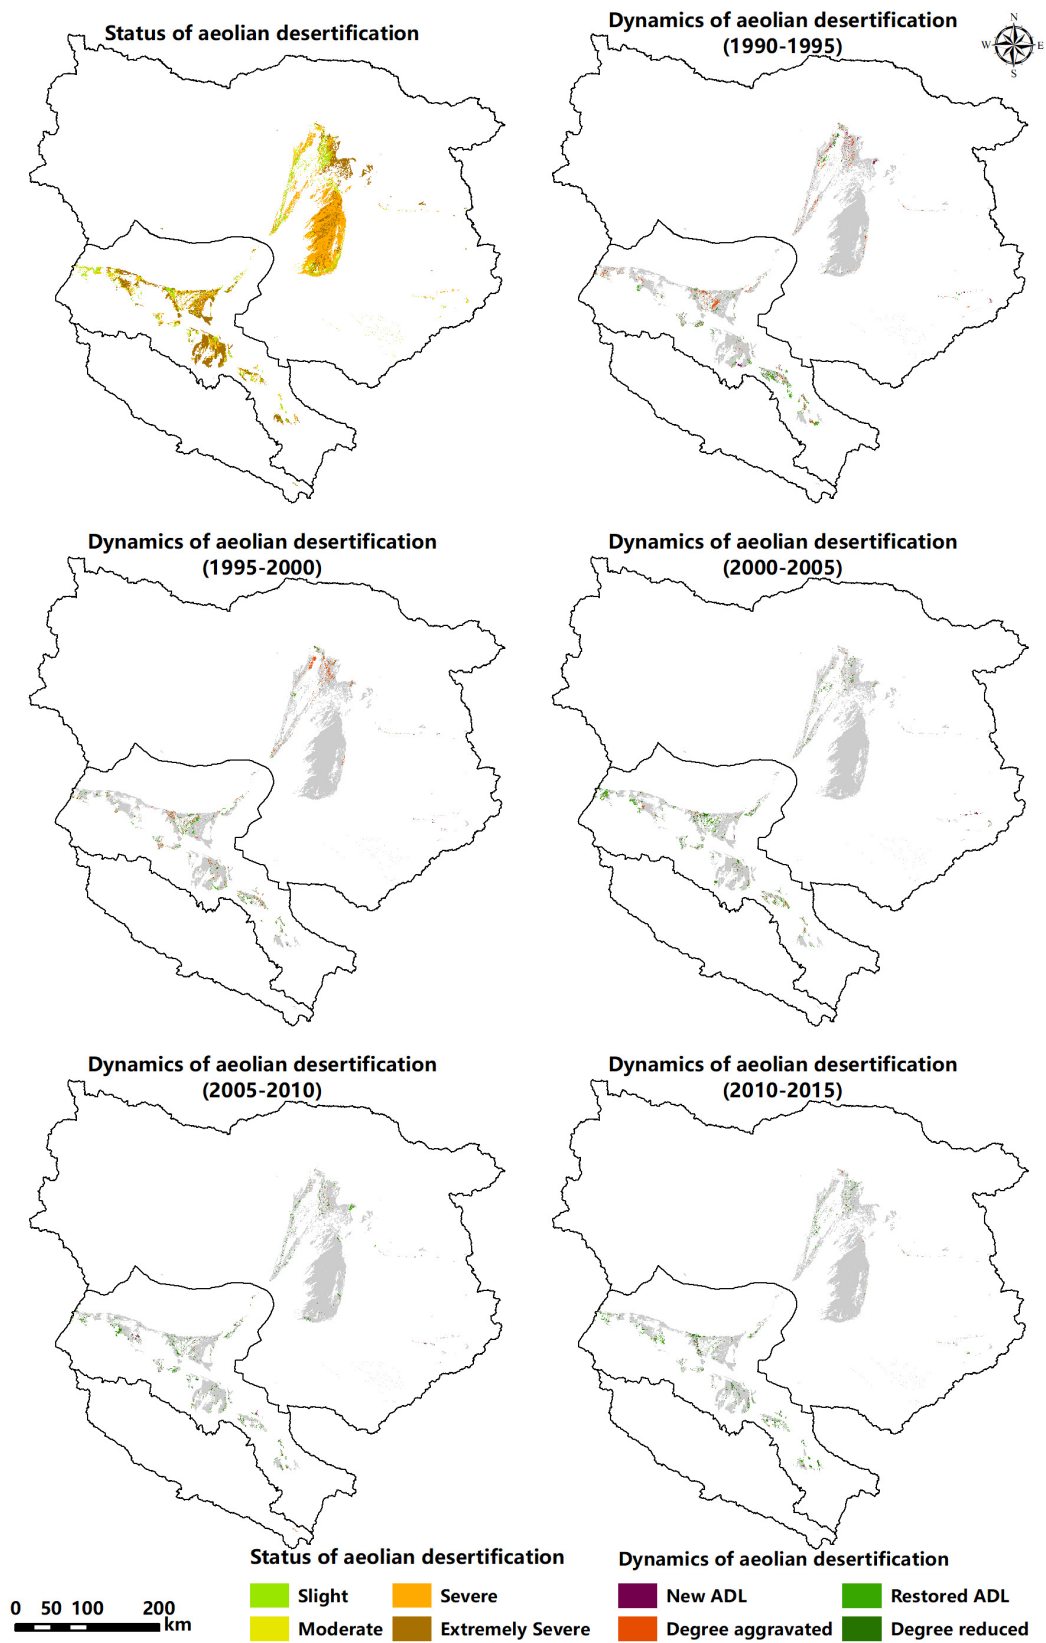 Status of aeolian desertification
Dynamics of aeolian desertification
(1990-1995)
N
W E
S
Dynamics of aeolian desertification
(1995-2000)
Dynamics of aeolian desertification
(2000-2005)
Dynamics of aeolian desertification
(2005-2010)
Dynamics of aeolian desertification
(2010-2015)
Status of aeolian desertification
Slight
Severe
Moderate
Extremely Severe
Dynamics of aeolian desertification
New ADL
Restored ADL
Degree aggravated
Degree reduced
0 50 100 200
km